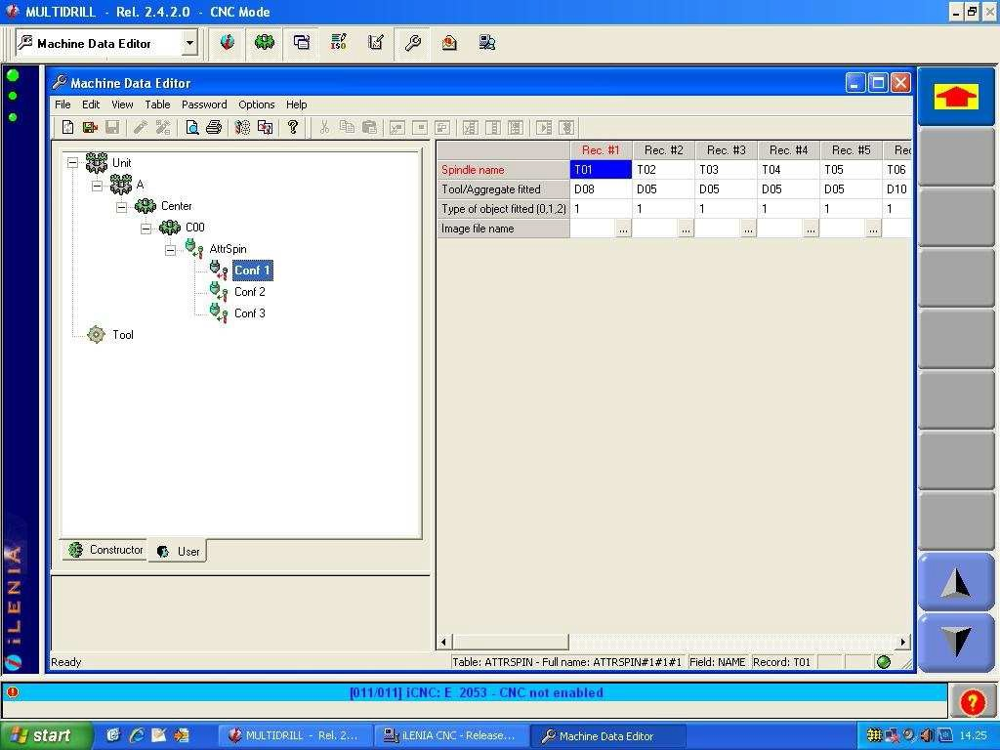 MULTIDRILL - Rel. 2.4.2.0 - CNC Mode
Machine Data Editor
ISO
Machine Data Editor
File Edit View Table Password Options Help
Unit
A
Center
C00
AttrSpin
Conf 1
Conf 2
Conf 3
Tool
Constructor User
Rec. #1 Rec. #2 Rec. #3 Rec. #4 Rec. #5 Rec
Spindle name T01 T02 T03 T04 T05 T06
Tool/Aggregate fitted D08 D05 D05 D05 D05 D10
Type of object fitted (0,1,2) 1 1 1 1 1 1
Image file name ... ... ... ... ...
iLENIA
Ready Table: ATTRSPIN - Full name: ATTRSPIN#1#1#1 Field: NAME Record: T01
[011/011] iCNC: E 2053 - CNC not enabled
start MULTIDRILL - Rel. 2... iLENIA CNC - Release... Machine Data Editor 14.25